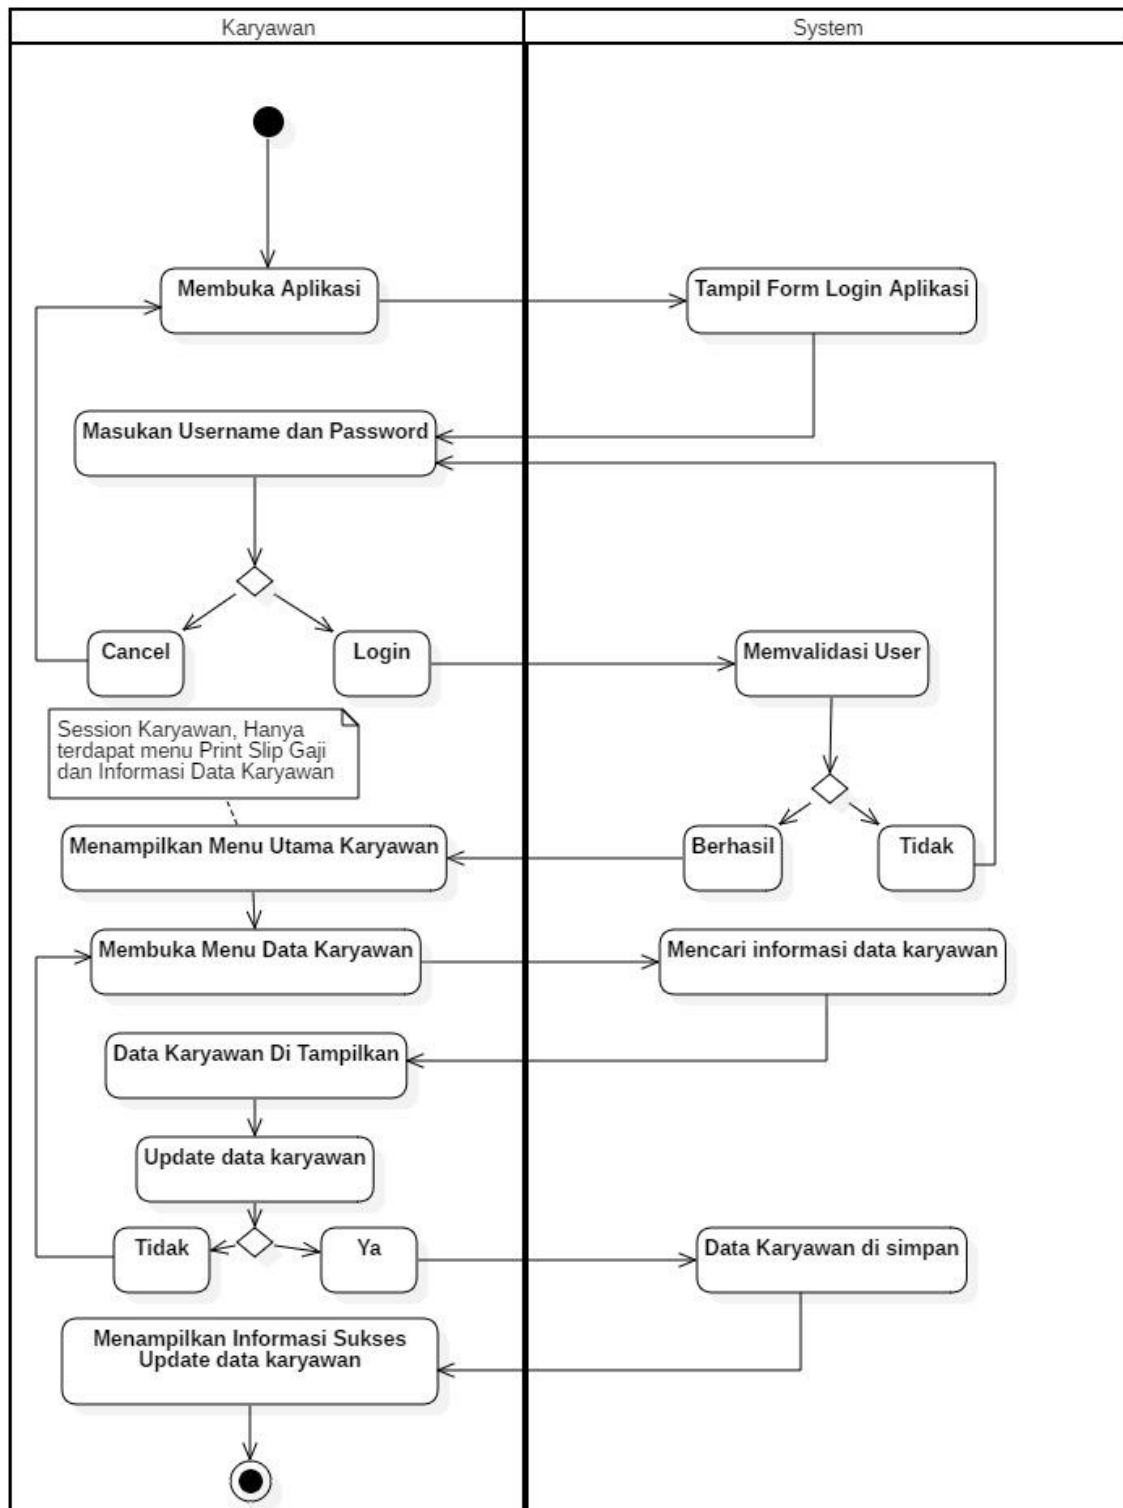 Karyawan
System
Membuka Aplikasi
Tampil Form Login Aplikasi
Masukan Username dan Password
Cancel
Login
Memvalidasi User
Session Karyawan, Hanya
terdapat menu Print Slip Gaji
dan Informasi Data Karyawan
Menampilkan Menu Utama Karyawan
Berhasil
Tidak
Membuka Menu Data Karyawan
Mencari informasi data karyawan
Data Karyawan Di Tampilkan
Update data karyawan
Tidak
Ya
Data Karyawan di simpan
Menampilkan Informasi Sukses
Update data karyawan